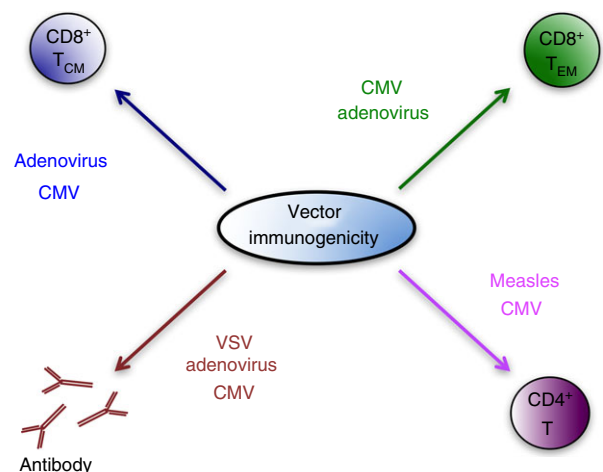 CD8+
TCM
CD8+
TEM
CMV
adenovirus
Adenovirus
CMV
Vector
immunogenicity
Measles
CMV
VSV
adenovirus
CMV
CD4+
T
Antibody